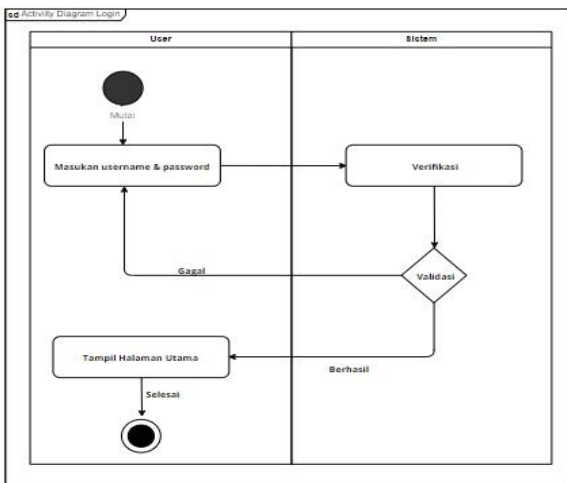 sd Activity Diagram Login
User
Sistem
Mulai
Masukan username & password
Verifikasi
Gagal
Validasi
Tampil Halaman Utama
Berhasil
Selesai